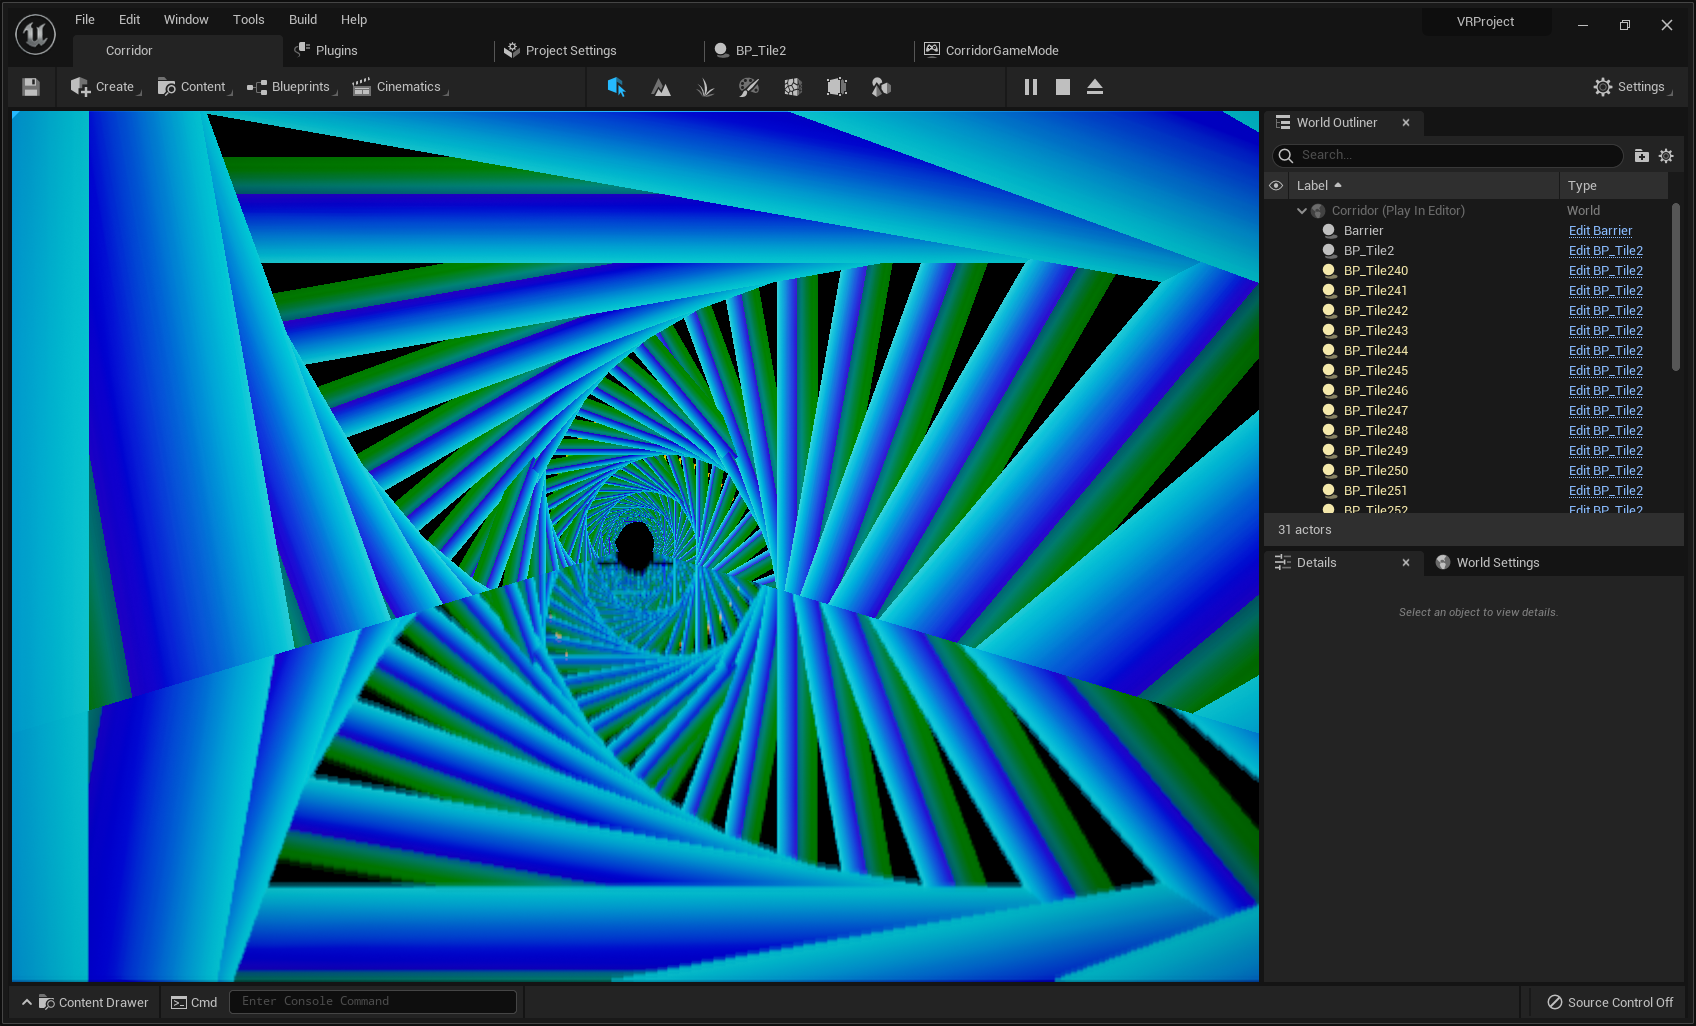 File Edit Window Tools Build Help
VRProject
Corridor
Plugins
Project Settings
BP_Tile2
CorridorGameMode
Create
Content
Blueprints
Cinematics
Settings
World Outliner
Search...
Label Type
Corridor (Play In Editor) World
Barrier Edit Barrier
BP_Tile2 Edit BP_Tile2
BP_Tile240 Edit BP_Tile2
BP_Tile241 Edit BP_Tile2
BP_Tile242 Edit BP_Tile2
BP_Tile243 Edit BP_Tile2
BP_Tile244 Edit BP_Tile2
BP_Tile245 Edit BP_Tile2
BP_Tile246 Edit BP_Tile2
BP_Tile247 Edit BP_Tile2
BP_Tile248 Edit BP_Tile2
BP_Tile249 Edit BP_Tile2
BP_Tile250 Edit BP_Tile2
BP_Tile251 Edit BP_Tile2
BP_Tile252 Edit BP_Tile2
31 actors
Details
World Settings
Select an object to view details.
Content Drawer
Cmd
Enter Console Command
Source Control Off